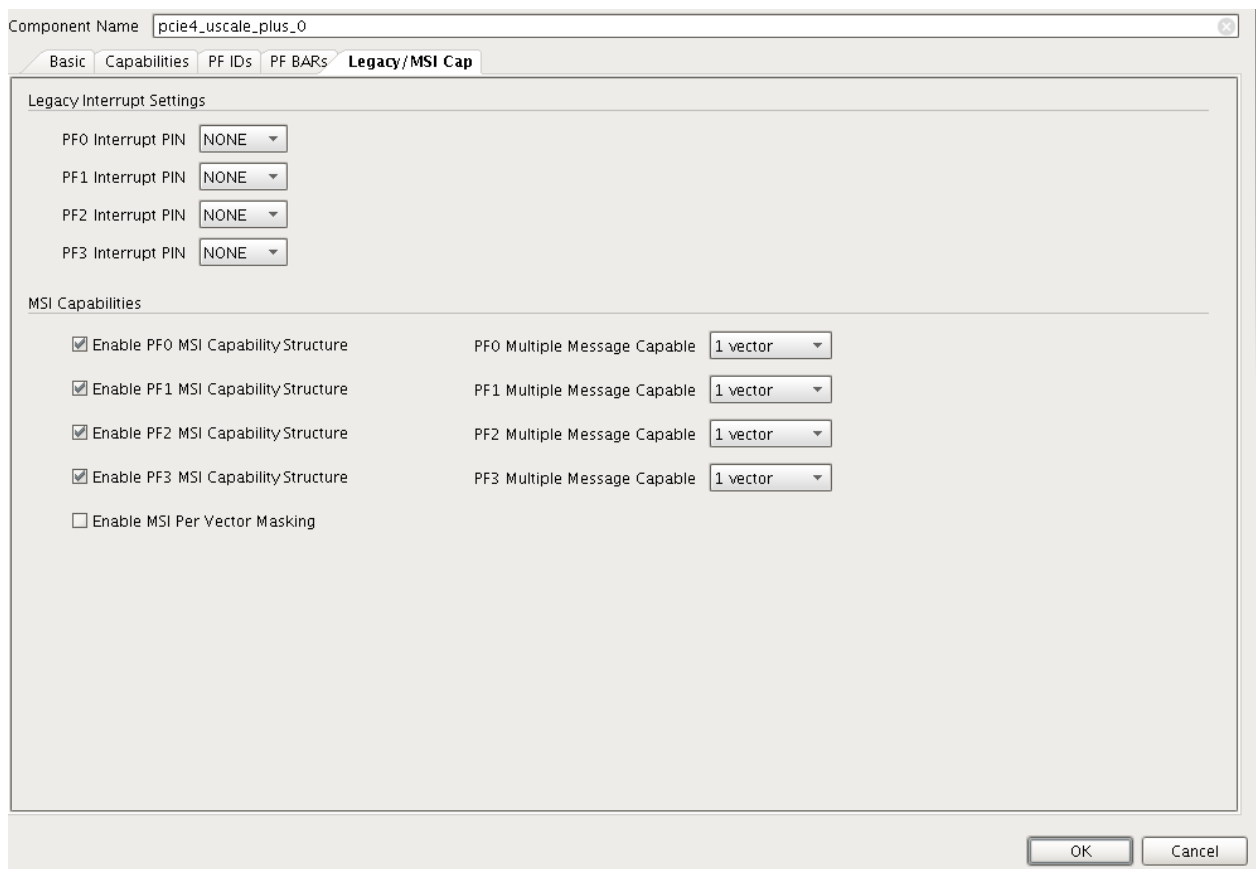 Component Name pcie4_uscale_plus_0
Basic Capabilities PF IDs PF BARs Legacy/MSI Cap
Legacy Interrupt Settings
PF0 Interrupt PIN NONE
PF1 Interrupt PIN NONE
PF2 Interrupt PIN NONE
PF3 Interrupt PIN NONE
MSI Capabilities
Enable PF0 MSI Capability Structure PF0 Multiple Message Capable 1 vector
Enable PF1 MSI Capability Structure PF1 Multiple Message Capable 1 vector
Enable PF2 MSI Capability Structure PF2 Multiple Message Capable 1 vector
Enable PF3 MSI Capability Structure PF3 Multiple Message Capable 1 vector
Enable MSI Per Vector Masking
OK Cancel